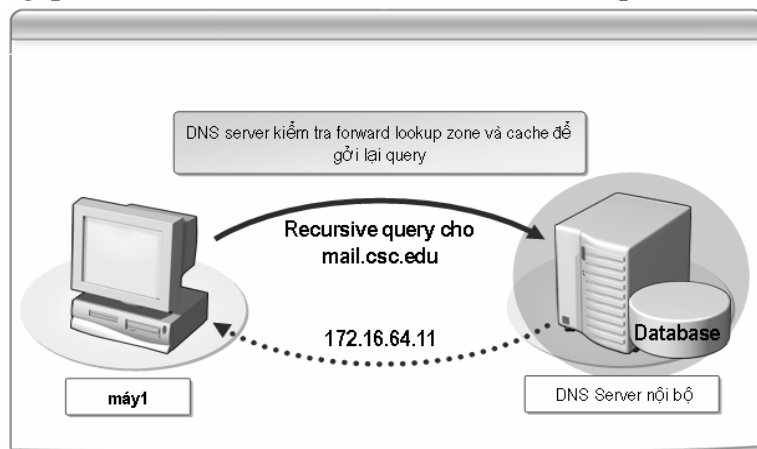 DNS server kiểm tra forward lookup zone và cache để
gởi lại query
Recursive query cho
mail.csc.edu
172.16.64.11
Database
máy1
DNS Server nội bộ